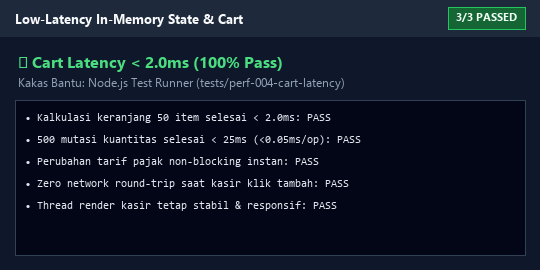 Low-Latency In-Memory State & Cart
3/3 PASSED
Cart Latency < 2.0ms (100% Pass)
Kakas Bantu: Node.js Test Runner (tests/perf-004-cart-latency)
• Kalkulasi keranjang 50 item selesai < 2.0ms: PASS
• 500 mutasi kuantitas selesai < 25ms (<0.05ms/op): PASS
• Perubahan tarif pajak non-blocking instan: PASS
• Zero network round-trip saat kasir klik tambah: PASS
• Thread render kasir tetap stabil & responsif: PASS